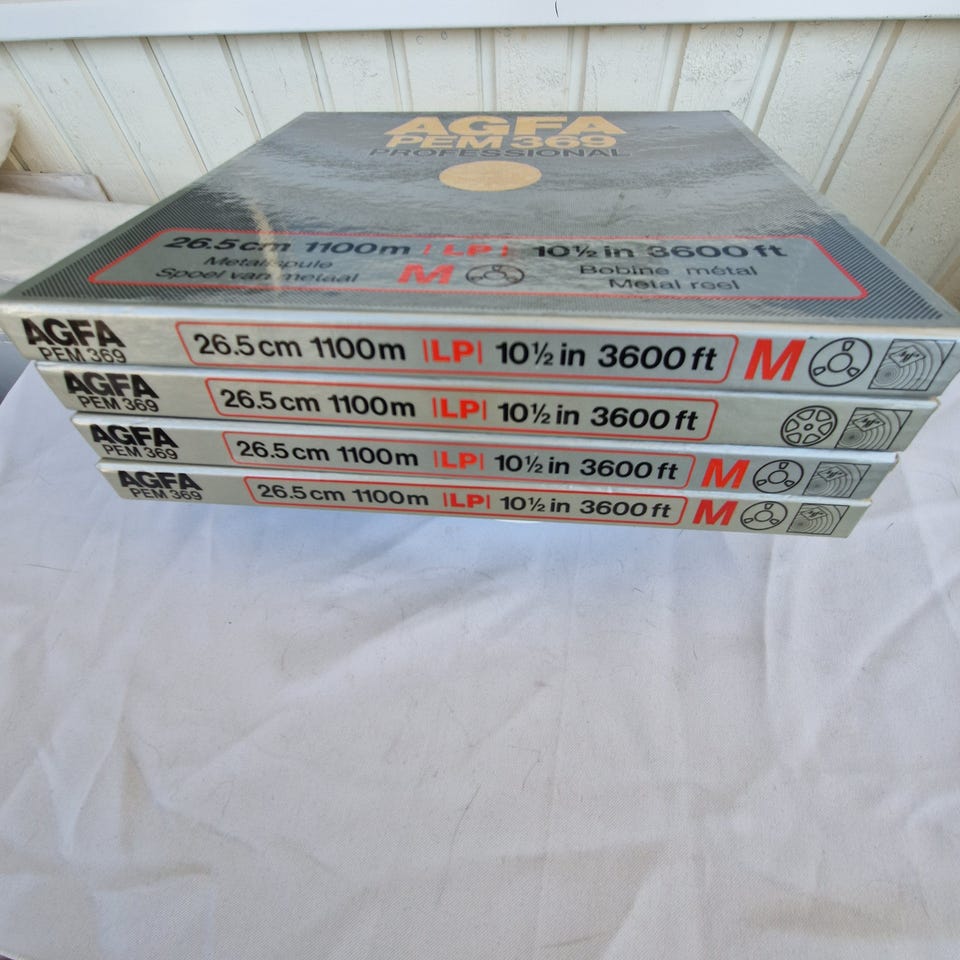 AGFA
PEM 369
PROFESSIONAL
26.5cm 1100m |LP| 10½ in 3600 ft
Metallspule Bobine métal
Spoel van metaal M Metal reel
AGFA
PEM 369
26.5cm 1100m |LP| 10½ in 3600 ft M
AGFA
PEM 369
26.5cm 1100m |LP| 10½ in 3600 ft
AGFA
PEM 369
26.5cm 1100m |LP| 10½ in 3600 ft M
AGFA
PEM 369
26.5cm 1100m |LP| 10½ in 3600 ft M